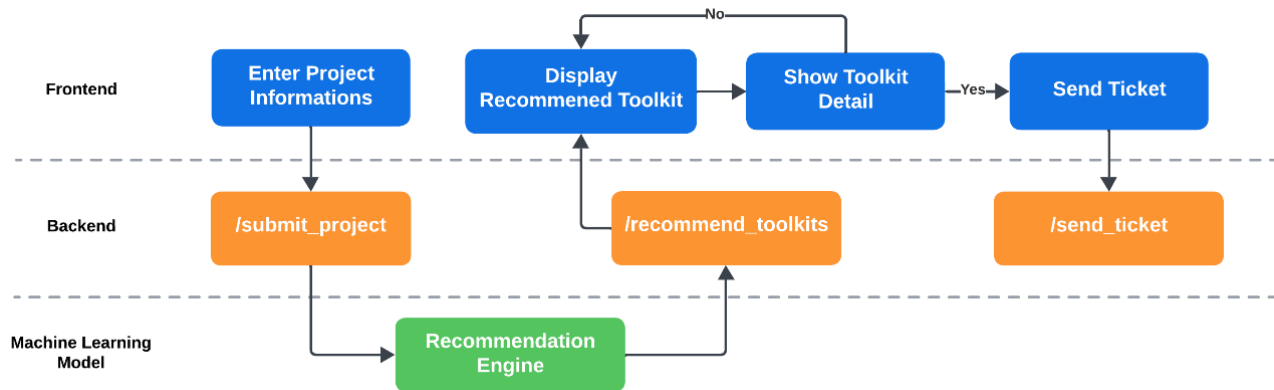 No
Frontend
Enter Project
Informations
Display
Recommened Toolkit
Show Toolkit
Detail
Yes
Send Ticket
Backend
/submit_project
/recommend_toolkits
/send_ticket
Machine Learning
Model
Recommendation
Engine